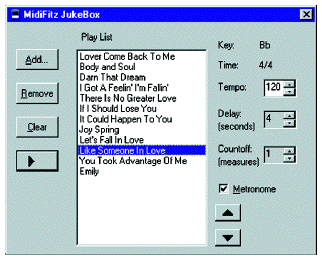 MidiFitz JukeBox
Play List
Add...
Remove
Clear
Lover Come Back To Me
Body and Soul
Darn That Dream
I Got A Feelin' I'm Fallin'
There Is No Greater Love
If I Should Lose You
It Could Happen To You
Joy Spring
Let's Fall In Love
Like Someone In Love
You Took Advantage Of Me
Emily
Key: Bb
Time: 4/4
Tempo: 120
Delay: 4
(seconds)
Countoff: 1
(measures)
Metronome